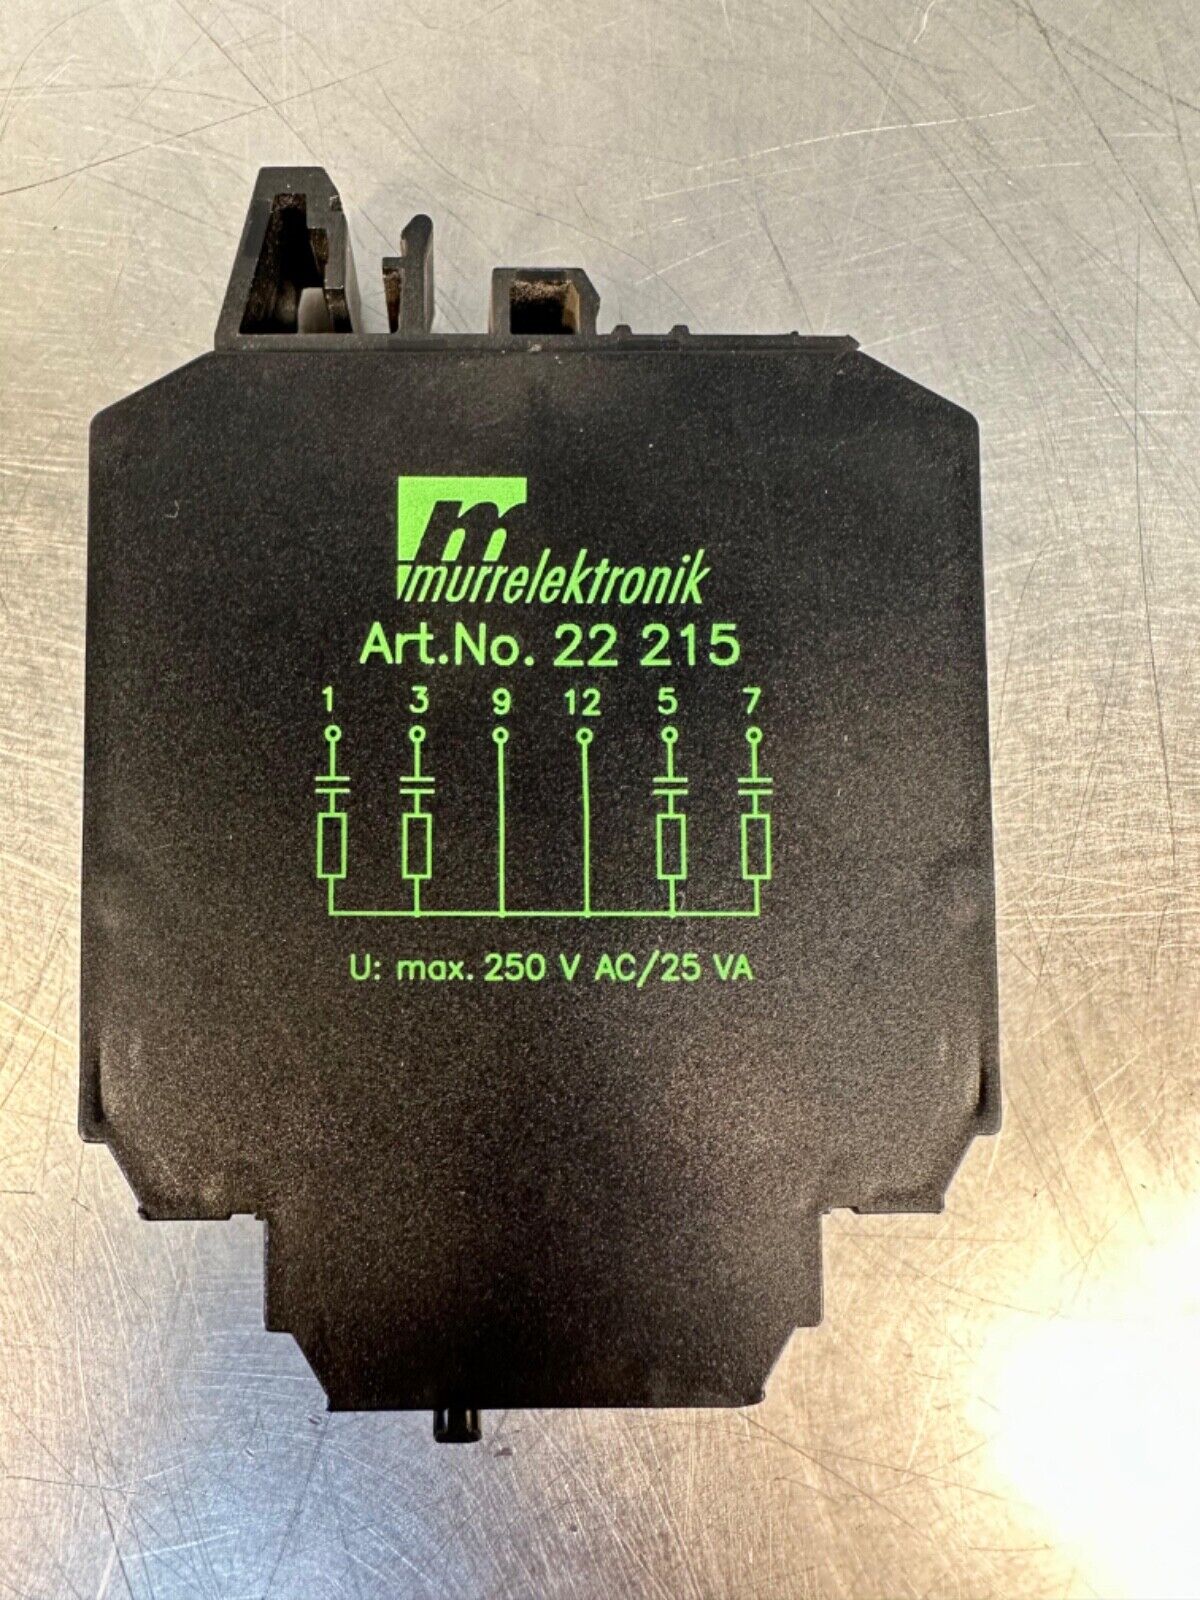 murrelektronik
Art.No. 22 215
1 3 9 12 5 7
U: max. 250 V AC/25 VA